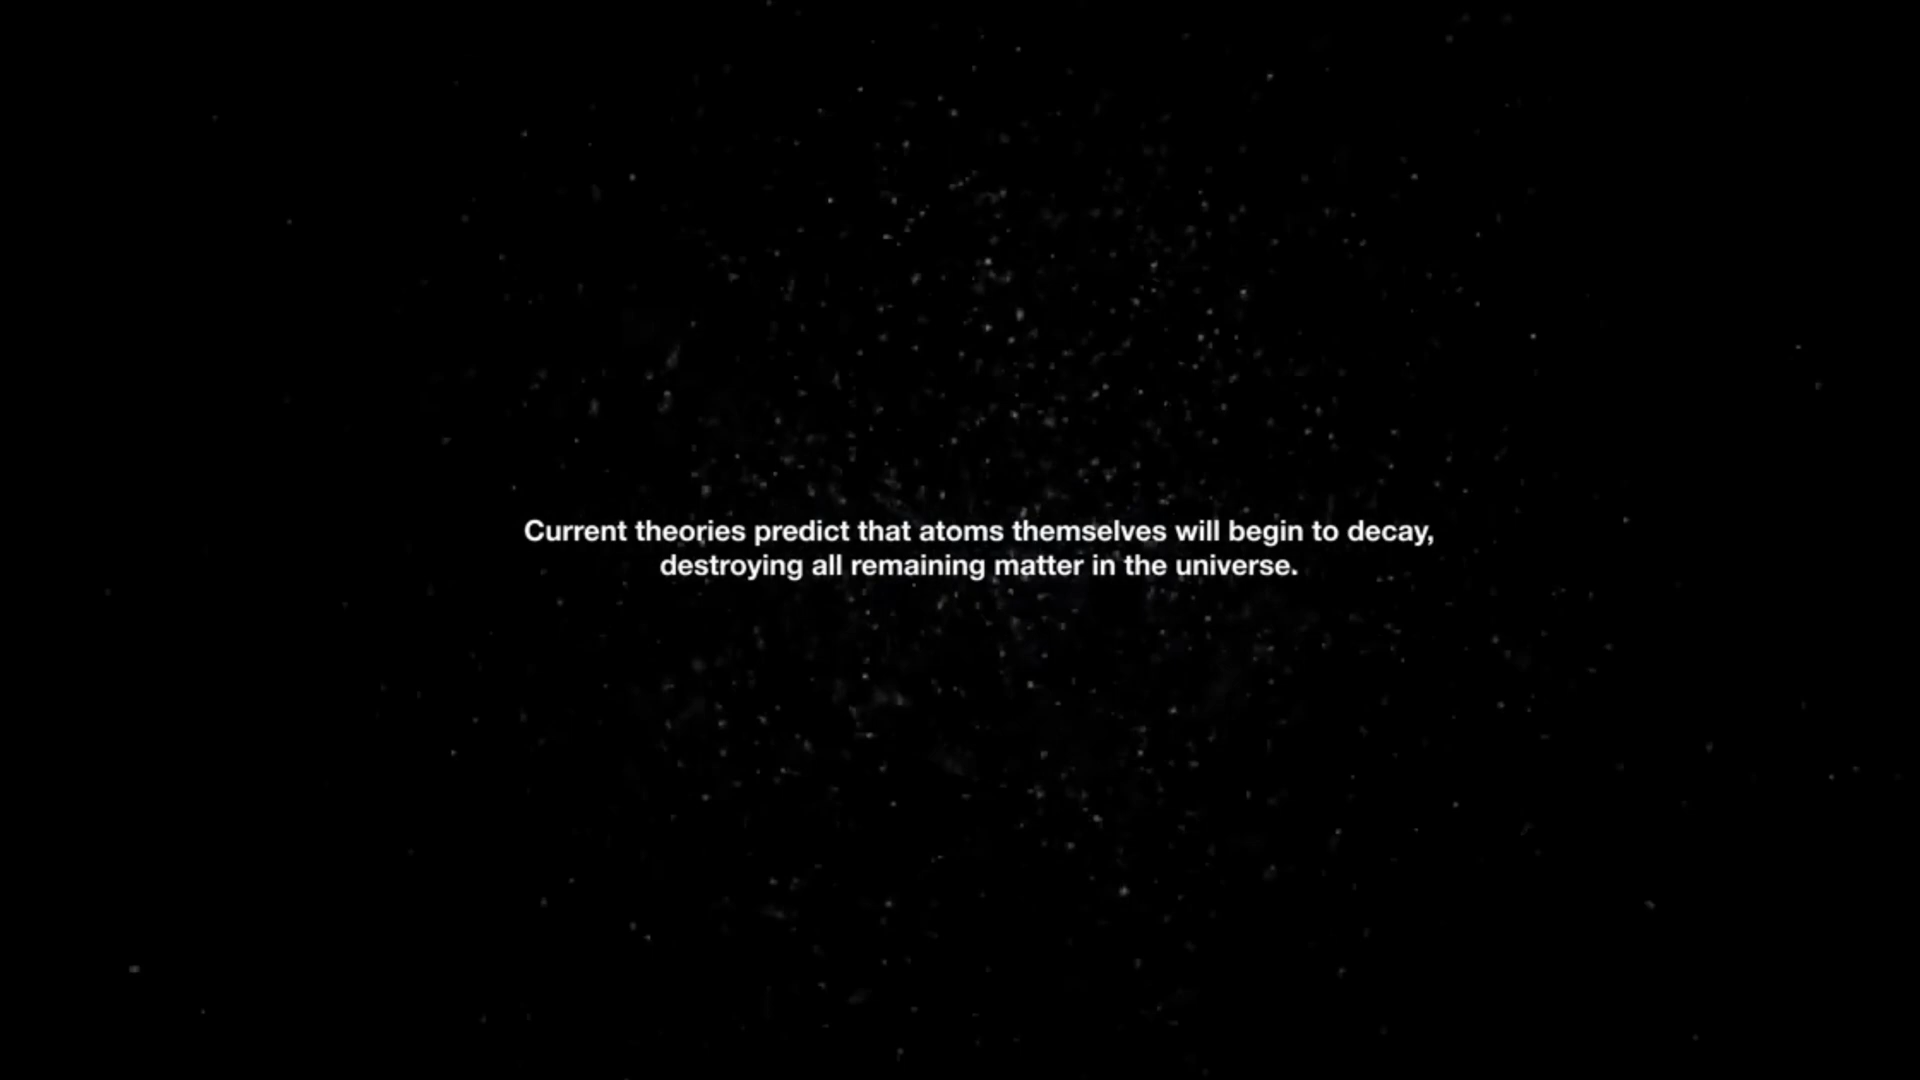 Current theories predict that atoms themselves will begin to decay,
destroying all remaining matter in the universe.